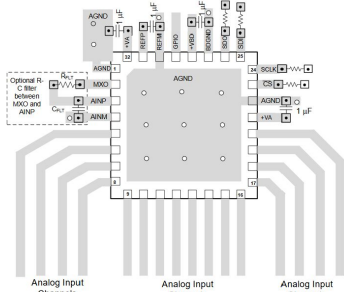 AGND
1 µF
+VA
REFP
1 µF
REFM
GPIO
+VBD
1 µF
BDGND
SDO
SDI
32
25
AGND 1
Optional R-
C filter
between
MXO and
AINP
RFLT
MXO
CFLT
AINP
AINM
AGND
24 SCLK
CS
AGND
1 µF
+VA
8
17
9
16
Analog Input
Analog Input
Analog Input